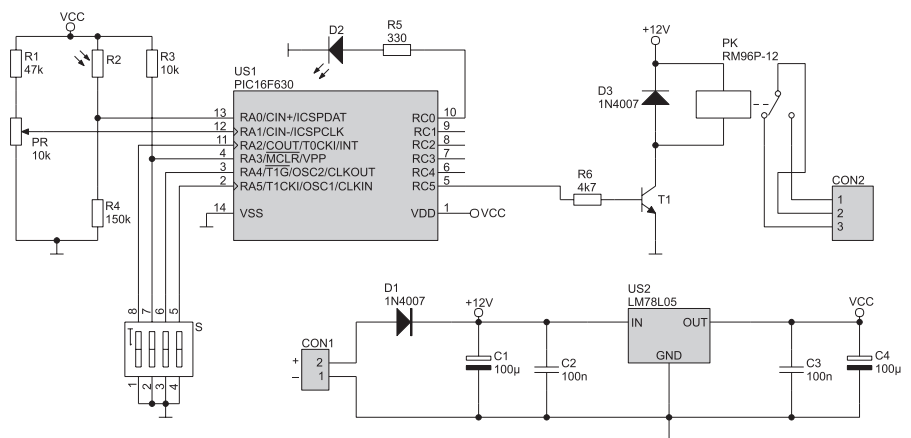 VCC
R1
47k
R2
R3
10k
PR
10k
R4
150k
US1
PIC16F630
13 RA0/CIN+/ICSPDAT
12 RA1/CIN-/ICSPCLK
11 RA2/COUT/T0CKI/INT
4 RA3/MCLR/VPP
3 RA4/T1G/OSC2/CLKOUT
2 RA5/T1CKI/OSC1/CLKIN
14 VSS
RC0 10
RC1 9
RC2 8
RC3 7
RC4 6
RC5 5
VDD 1
VCC
D2
R5
330
+12V
D3
1N4007
PK
RM96P-12
R6
4k7
T1
CON2
1
2
3
8 7 6 5
S
1 2 3 4
CON1
+ 2
– 1
D1
1N4007
+12V
C1
100µ
C2
100n
US2
LM78L05
IN OUT
GND
C3
100n
VCC
C4
100µ